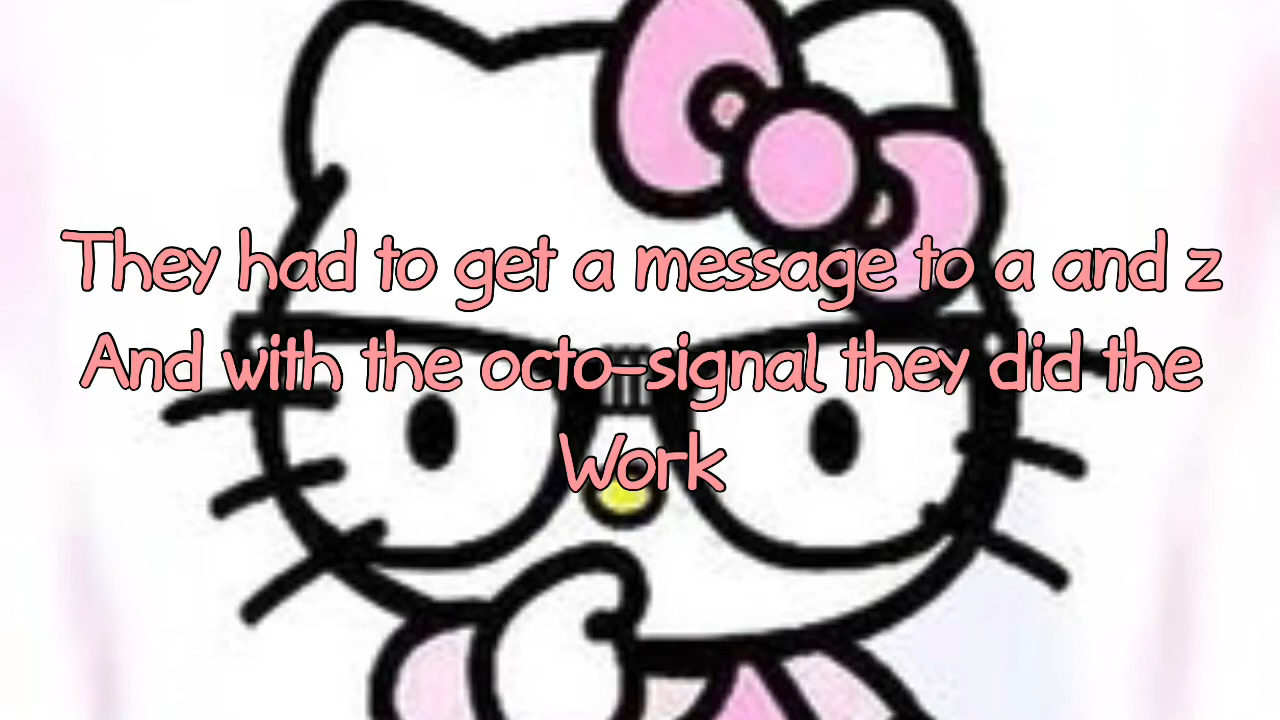 They had to get a message to a and z
And with the octo-signal they did the
Work